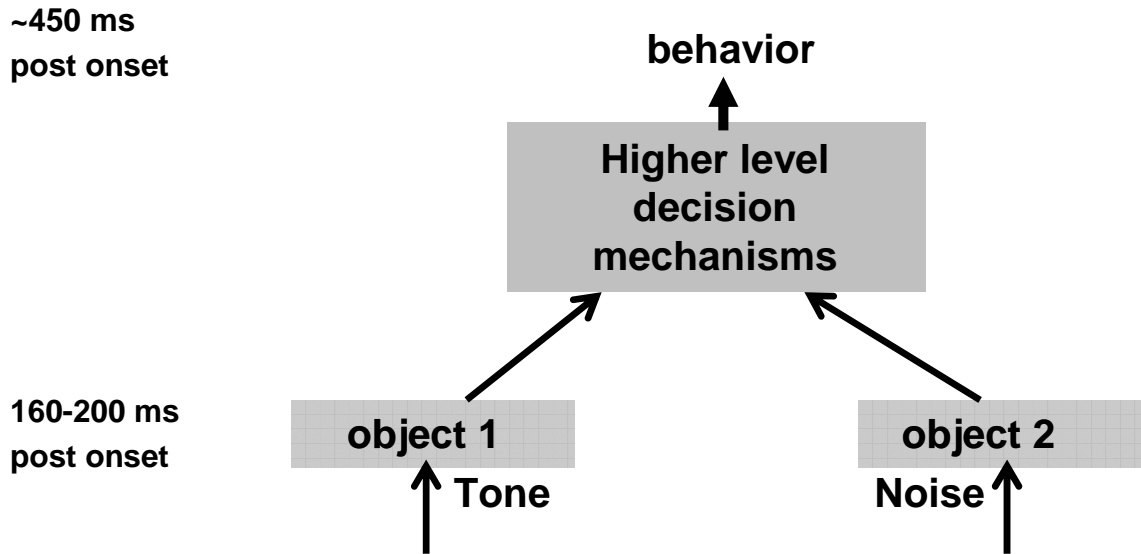 ~450 ms
post onset
behavior
Higher level
decision
mechanisms
160-200 ms
post onset
object 1
object 2
Tone
Noise